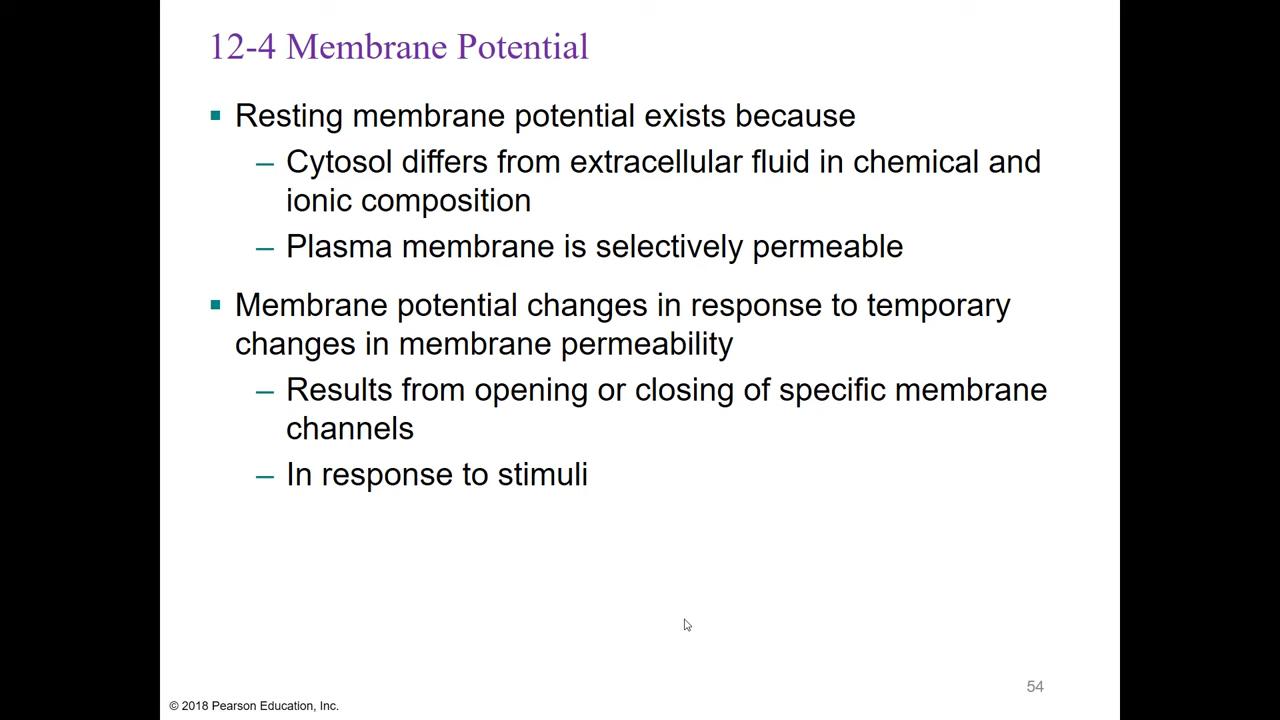 12-4 Membrane Potential
▪ Resting membrane potential exists because
– Cytosol differs from extracellular fluid in chemical and
ionic composition
– Plasma membrane is selectively permeable
▪ Membrane potential changes in response to temporary
changes in membrane permeability
– Results from opening or closing of specific membrane
channels
– In response to stimuli
54
© 2018 Pearson Education, Inc.